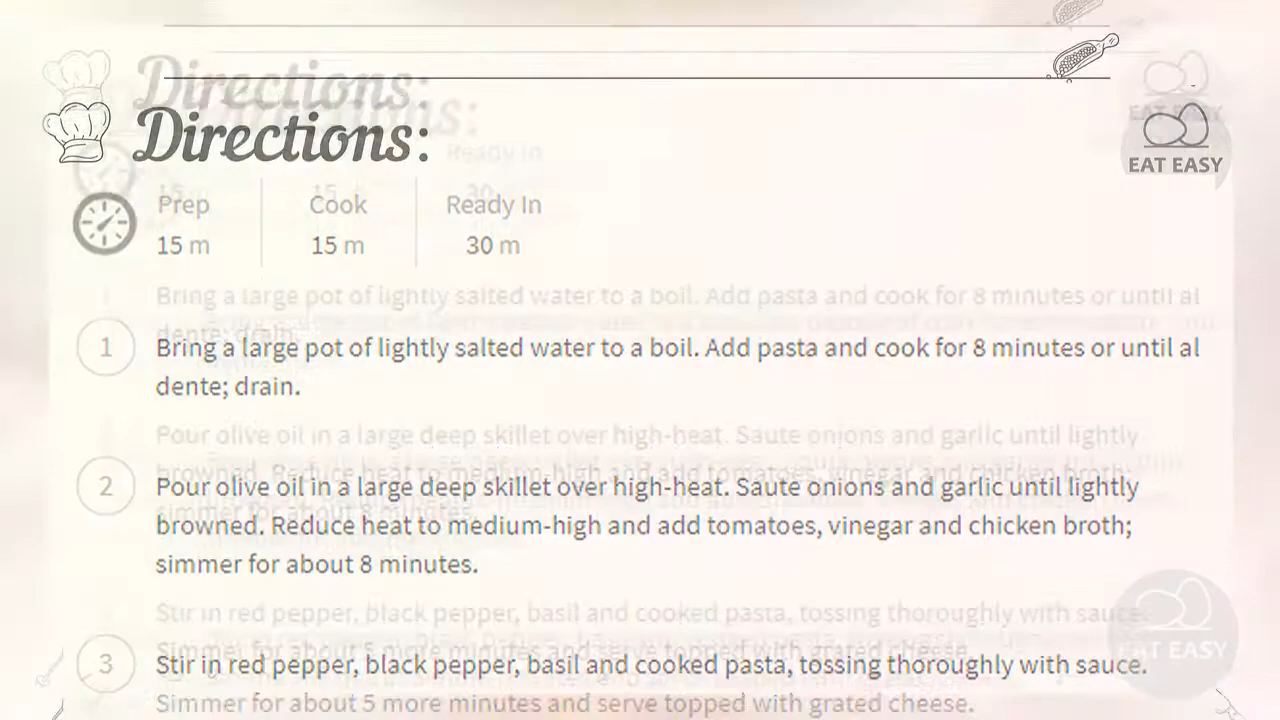 Directions:
EAT EASY
Prep Cook Ready In
15 m 15 m 30 m
1 Bring a large pot of lightly salted water to a boil. Add pasta and cook for 8 minutes or until al
dente; drain.
2 Pour olive oil in a large deep skillet over high-heat. Saute onions and garlic until lightly
browned. Reduce heat to medium-high and add tomatoes, vinegar and chicken broth;
simmer for about 8 minutes.
3 Stir in red pepper, black pepper, basil and cooked pasta, tossing thoroughly with sauce.
Simmer for about 5 more minutes and serve topped with grated cheese.
EAT EASY